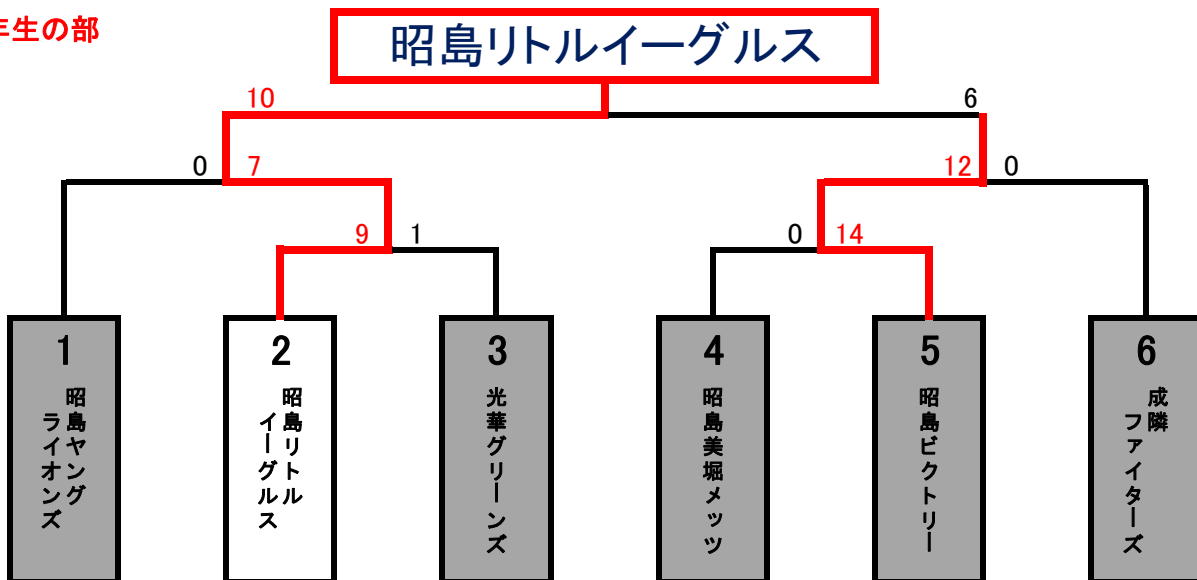 年生の部
昭島リトルイーグルス
10
6
0
7
12
0
9
1
0
14
1
昭島ヤング
ライオンズ
2
昭島リトル
イーグルス
3
光華グリーンズ
4
昭島美堀メッツ
5
昭島ビクトリー
6
成隣
ファイターズ